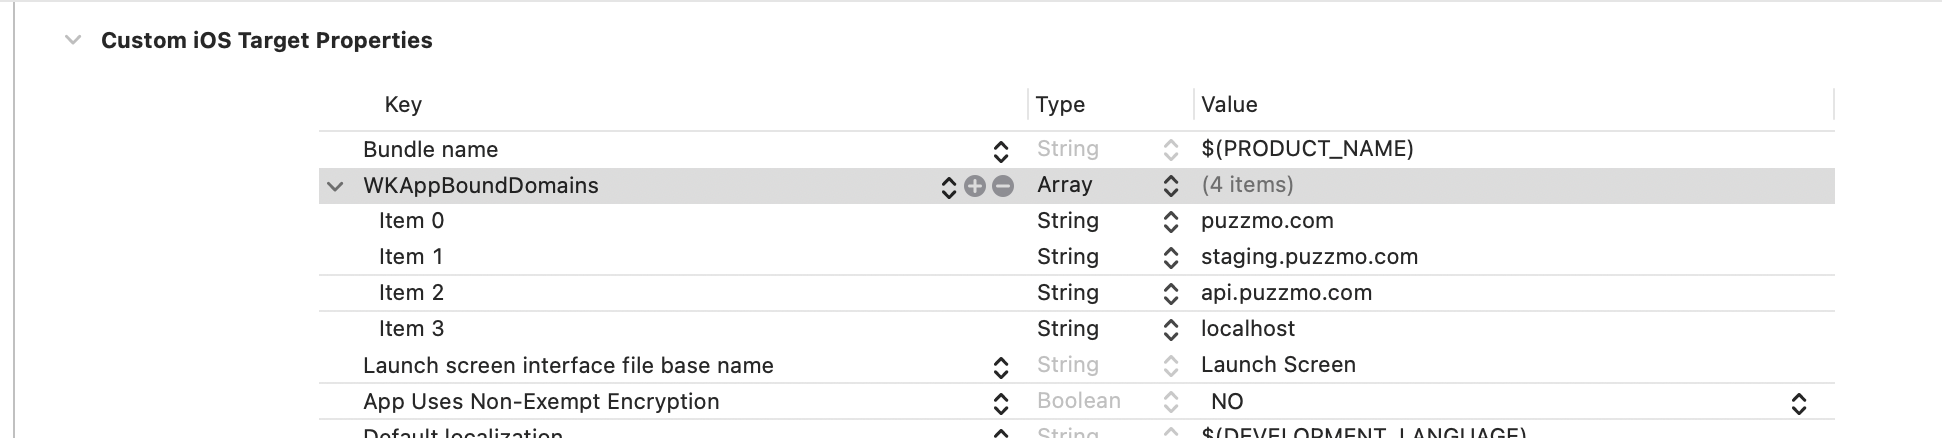 Custom iOS Target Properties
Key Type Value
Bundle name String $(PRODUCT_NAME)
WKAppBoundDomains Array (4 items)
Item 0 String puzzmo.com
Item 1 String staging.puzzmo.com
Item 2 String api.puzzmo.com
Item 3 String localhost
Launch screen interface file base name String Launch Screen
App Uses Non-Exempt Encryption Boolean NO
Default localization String $(DEVELOPMENT_LANGUAGE)